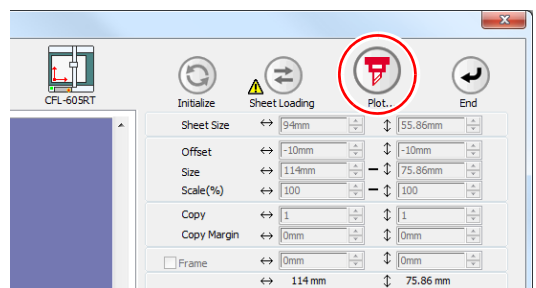 CFL-605RT
Initialize Sheet Loading Plot.. End
Sheet Size 94mm 55.86mm
Offset -10mm -10mm
Size 114mm 75.86mm
Scale(%) 100 100
Copy 1 1
Copy Margin 0mm 0mm
Frame 0mm 0mm
114 mm 75.86 mm